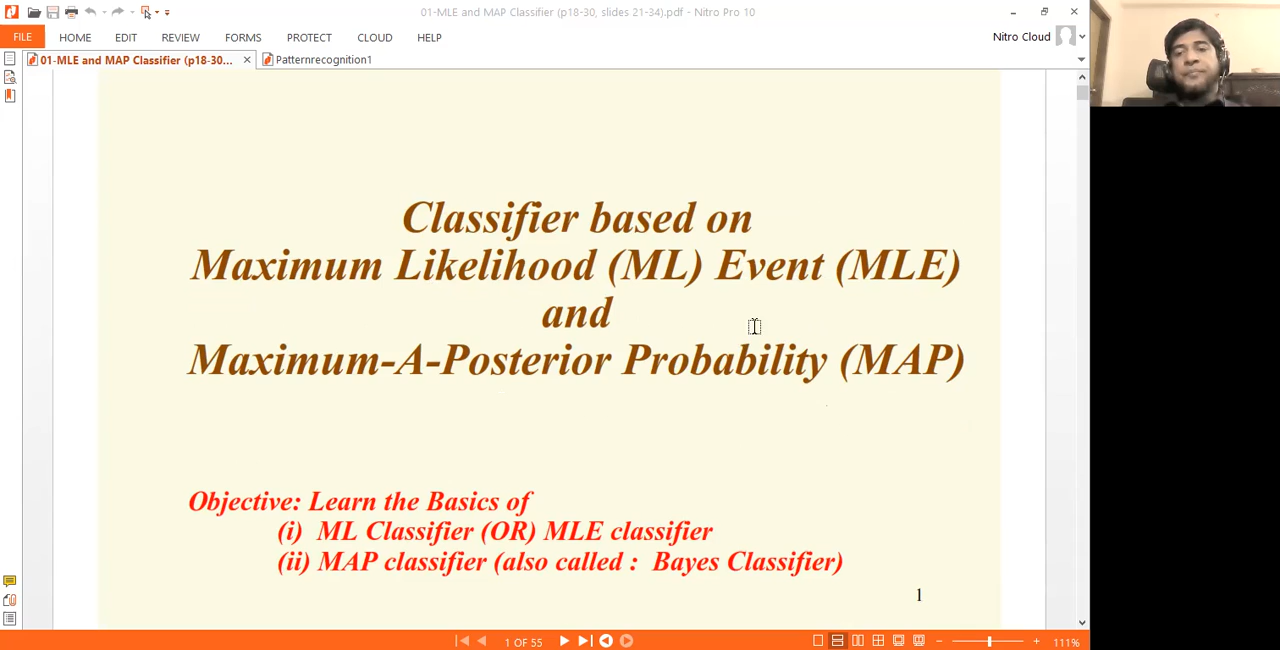 01-MLE and MAP Classifier (p18-30, slides 21-34).pdf - Nitro Pro 10
FILE HOME EDIT REVIEW FORMS PROTECT CLOUD HELP Nitro Cloud
01-MLE and MAP Classifier (p18-30... Patternrecognition1
Classifier based on
Maximum Likelihood (ML) Event (MLE)
and
Maximum-A-Posterior Probability (MAP)
Objective: Learn the Basics of
(i) ML Classifier (OR) MLE classifier
(ii) MAP classifier (also called : Bayes Classifier)
1
1 OF 55 111%